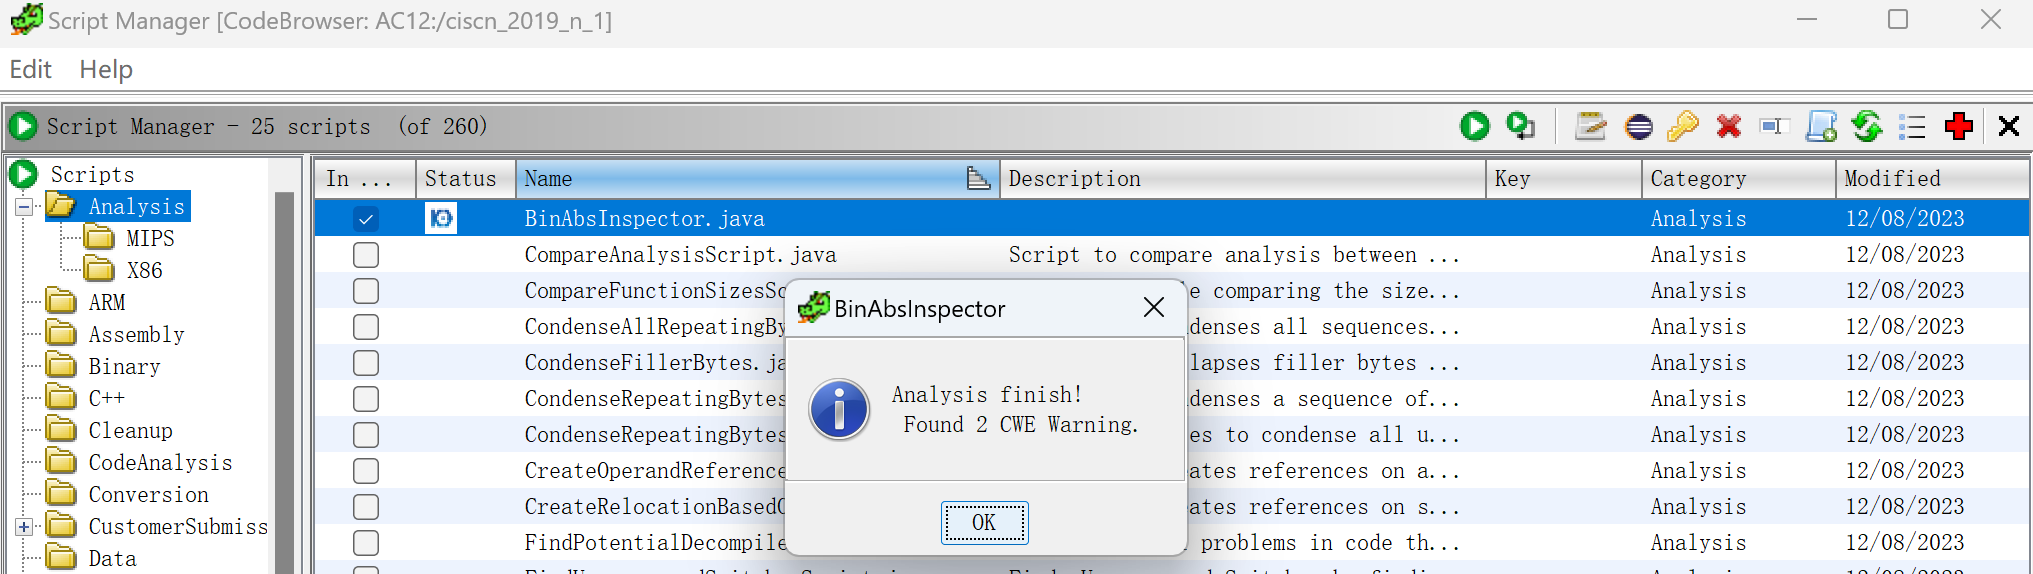 Script Manager [CodeBrowser: AC12:/ciscn_2019_n_1]
Edit Help
Script Manager - 25 scripts (of 260)
Scripts
Analysis
MIPS
X86
ARM
Assembly
Binary
C++
Cleanup
CodeAnalysis
Conversion
CustomerSubmiss
Data
In ... Status Name Description Key Category Modified
BinAbsInspector.java Analysis 12/08/2023
CompareAnalysisScript.java Script to compare analysis between ... Analysis 12/08/2023
CompareFunctionSizesSc e comparing the size... Analysis 12/08/2023
CondenseAllRepeatingBy denses all sequences... Analysis 12/08/2023
CondenseFillerBytes.ja lapses filler bytes ... Analysis 12/08/2023
CondenseRepeatingBytes denses a sequence of... Analysis 12/08/2023
CondenseRepeatingBytes es to condense all u... Analysis 12/08/2023
CreateOperandReference ates references on a... Analysis 12/08/2023
CreateRelocationBasedO ates references on s... Analysis 12/08/2023
FindPotentialDecompile problems in code th... Analysis 12/08/2023
BinAbsInspector
Analysis finish!
Found 2 CWE Warning.
OK